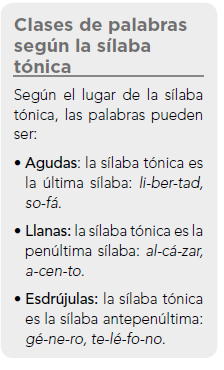 Clases de palabras
según la sílaba
tónica
Según el lugar de la sílaba
tónica, las palabras pueden
ser:
• Agudas: la sílaba tónica es
la última sílaba: li-ber-tad,
so-fá.
• Llanas: la sílaba tónica es la
penúltima sílaba: al-cá-zar,
a-cen-to.
• Esdrújulas: la sílaba tónica
es la sílaba antepenúltima:
gé-ne-ro, te-lé-fo-no.